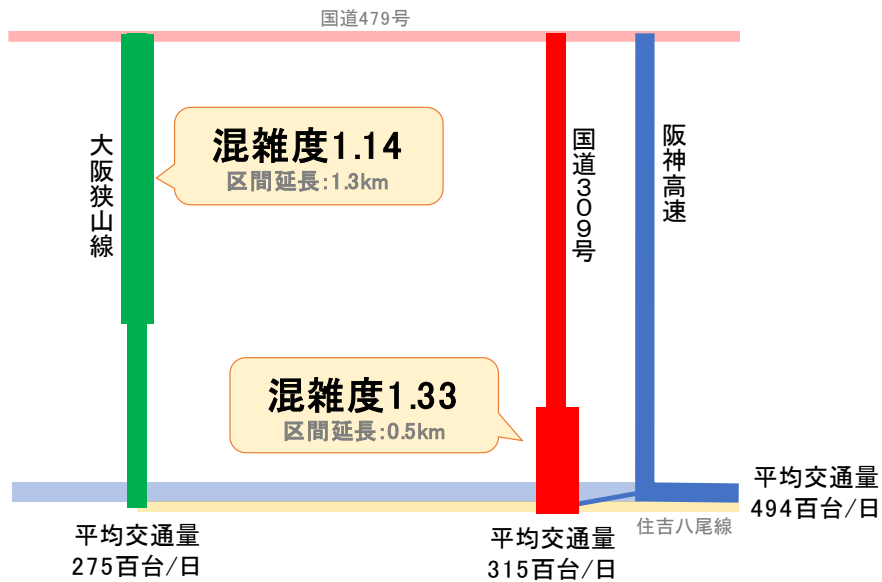 国道479号
混雑度1.14
区間延長:1.3km
大阪狭山線
国道309号
阪神高速
混雑度1.33
区間延長:0.5km
平均交通量
494百台/日
住吉八尾線
平均交通量
275百台/日
平均交通量
315百台/日